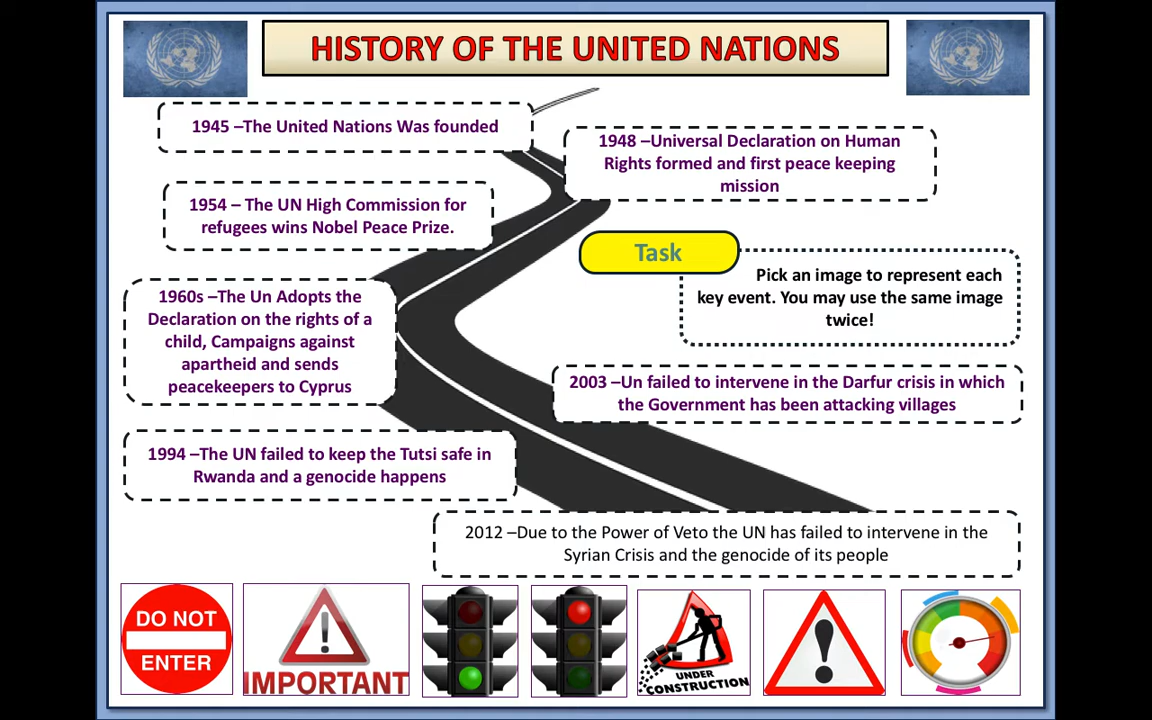 HISTORY OF THE UNITED NATIONS
1945 –The United Nations Was founded
1948 –Universal Declaration on Human
Rights formed and first peace keeping
mission
1954 – The UN High Commission for
refugees wins Nobel Peace Prize.
Task
Pick an image to represent each
key event. You may use the same image
twice!
1960s –The Un Adopts the
Declaration on the rights of a
child, Campaigns against
apartheid and sends
peacekeepers to Cyprus
2003 –Un failed to intervene in the Darfur crisis in which
the Government has been attacking villages
1994 –The UN failed to keep the Tutsi safe in
Rwanda and a genocide happens
2012 –Due to the Power of Veto the UN has failed to intervene in the
Syrian Crisis and the genocide of its people
DO NOT
ENTER
IMPORTANT
UNDER
CONSTRUCTION